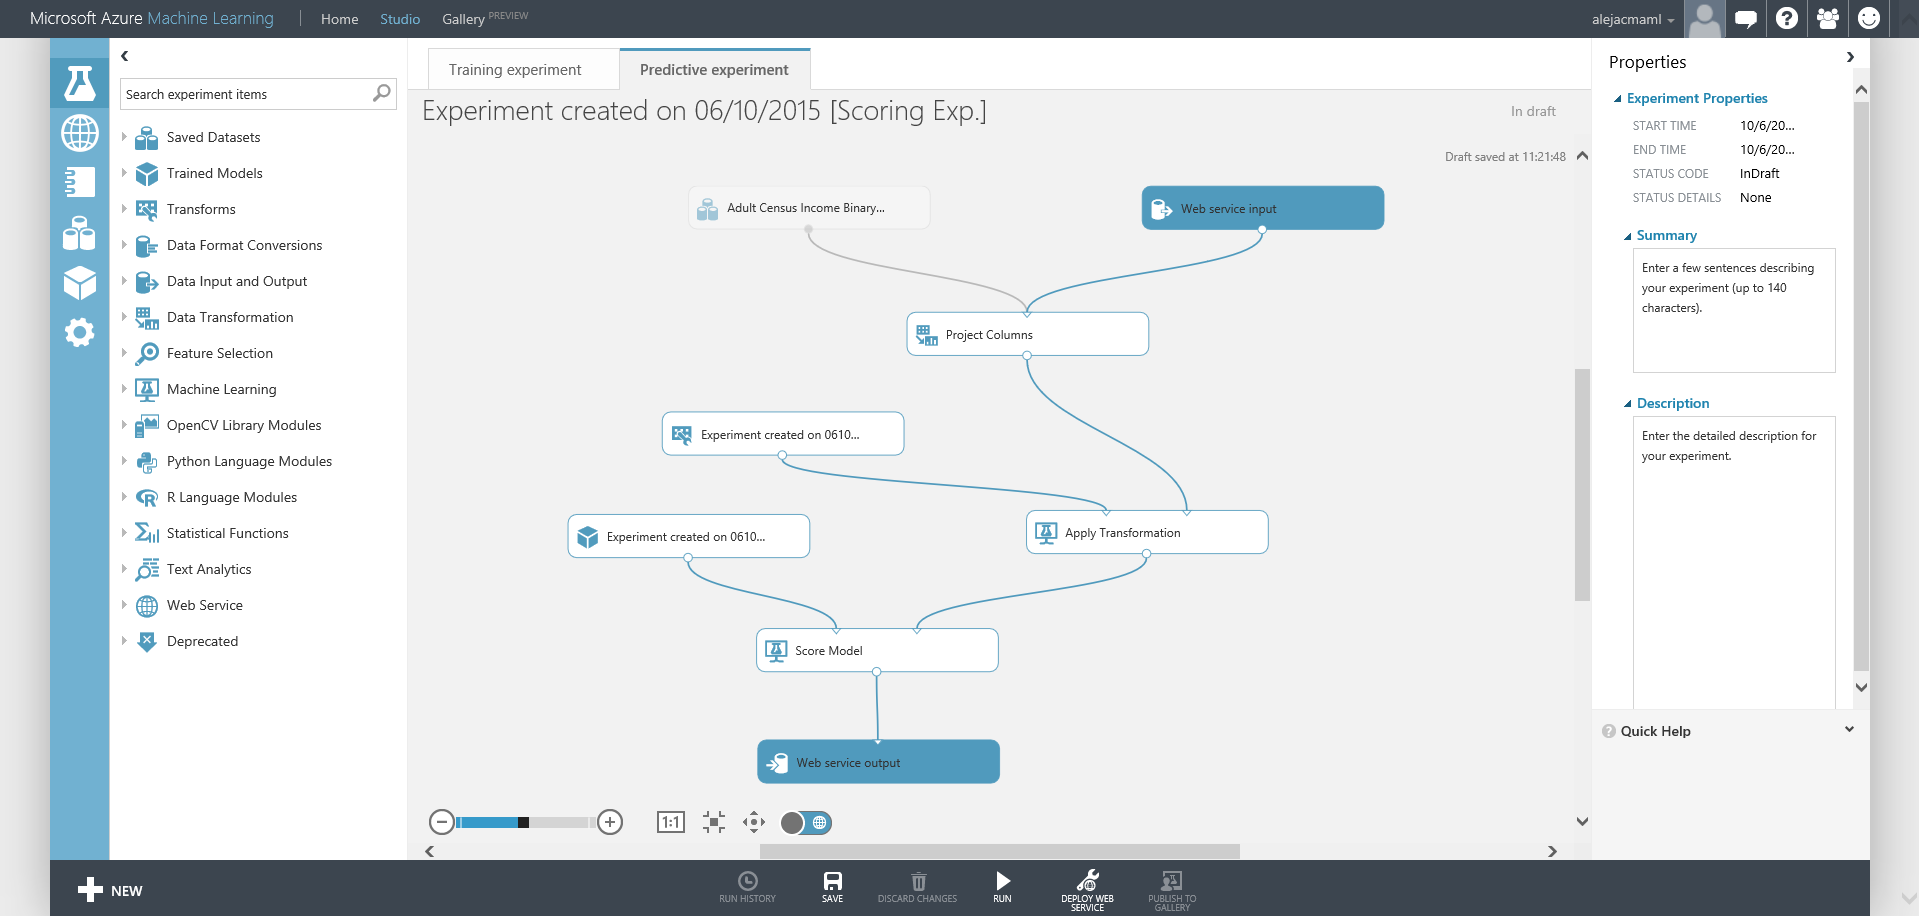 Microsoft Azure Machine Learning
Home
Studio
Gallery PREVIEW
alejacmaml
Search experiment items
Saved Datasets
Trained Models
Transforms
Data Format Conversions
Data Input and Output
Data Transformation
Feature Selection
Machine Learning
OpenCV Library Modules
Python Language Modules
R Language Modules
Statistical Functions
Text Analytics
Web Service
Deprecated
Training experiment
Predictive experiment
Experiment created on 06/10/2015 [Scoring Exp.]
In draft
Draft saved at 11:21:48
Adult Census Income Binary...
Web service input
Project Columns
Experiment created on 0610...
Experiment created on 0610...
Apply Transformation
Score Model
Web service output
1:1
Properties
Experiment Properties
START TIME 10/6/20...
END TIME 10/6/20...
STATUS CODE InDraft
STATUS DETAILS None
Summary
Enter a few sentences describing
your experiment (up to 140
characters).
Description
Enter the detailed description for
your experiment.
Quick Help
NEW
RUN HISTORY
SAVE
DISCARD CHANGES
RUN
DEPLOY WEB
SERVICE
PUBLISH TO
GALLERY